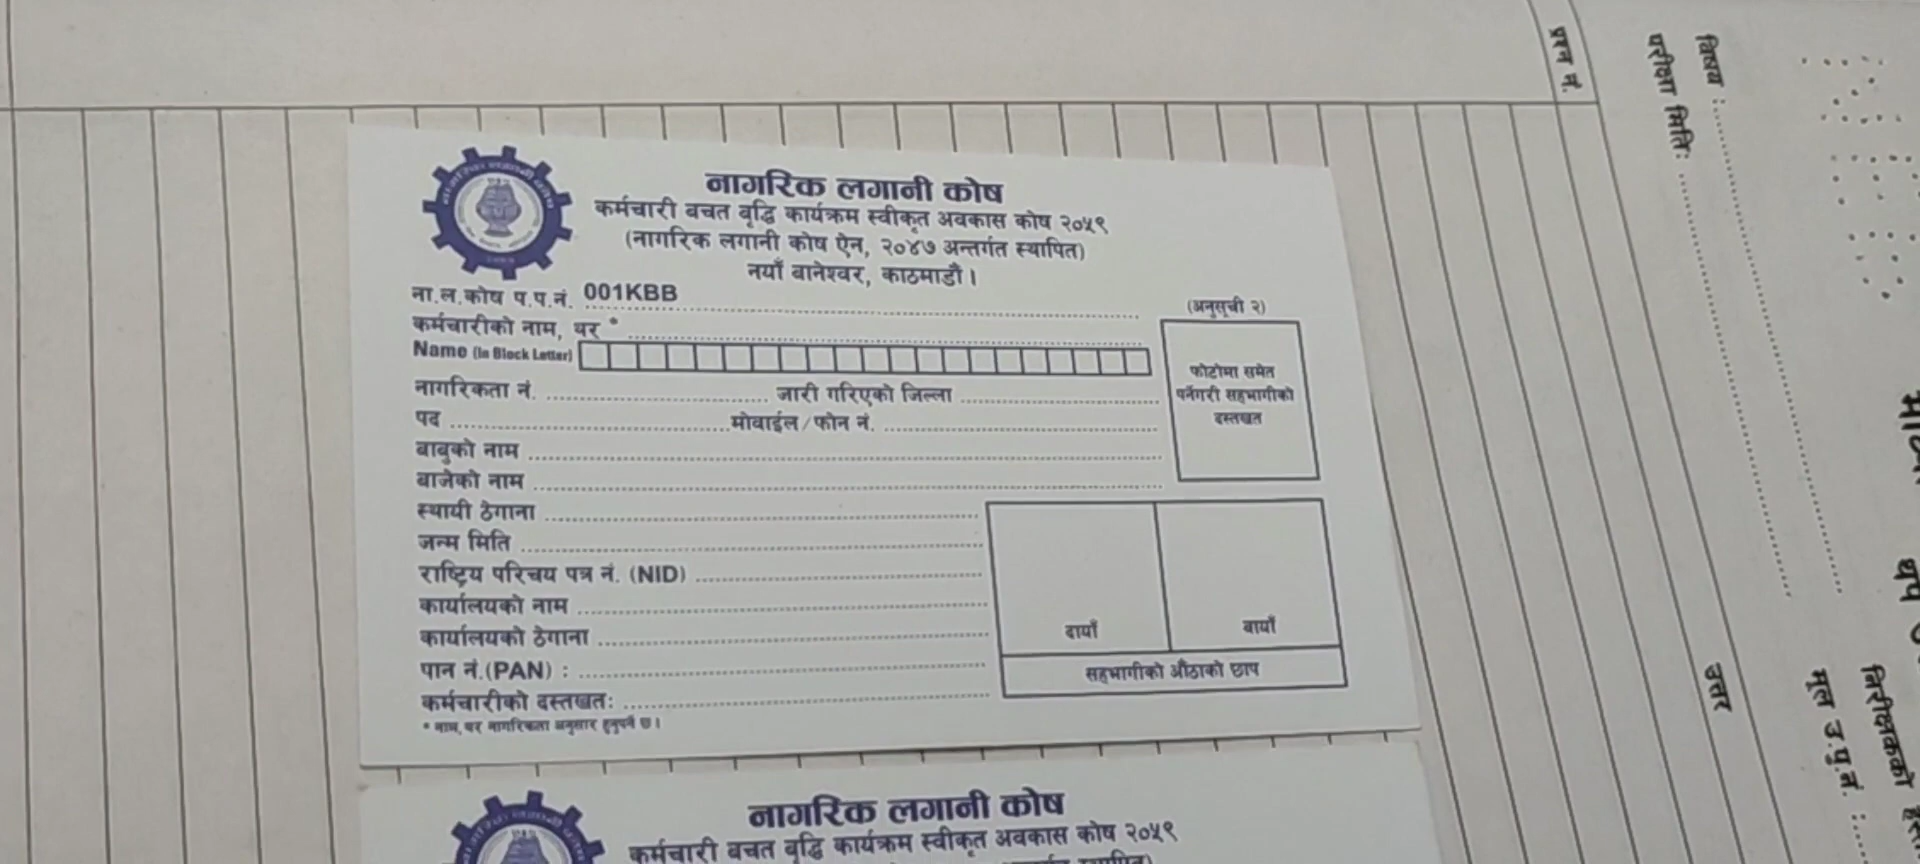 नागरिक लगानी कोष
कर्मचारी बचत वृद्धि कार्यक्रम स्वीकृत अवकास कोष २०५९
(नागरिक लगानी कोष ऐन, २०४७ अन्तर्गत स्थापित)
नयाँ बानेश्वर, काठमाडौं ।
ना.ल.कोष प.प.नं. 001KBB
(अनुसूची २)
कर्मचारीको नाम, थर *
Name (In Block Letter)
फोटोमा समेत
पर्नेगरी सहभागीको
दस्तखत
नागरिकता नं. जारी गरिएको जिल्ला
पद मोवाईल / फोन नं.
बाबुको नाम
बाजेको नाम
स्थायी ठेगाना
जन्म मिति
राष्ट्रिय परिचय पत्र नं. (NID)
कार्यालयको नाम
कार्यालयको ठेगाना
दायाँ बायाँ
पान नं.(PAN) :
सहभागीको औंठाको छाप
कर्मचारीको दस्तखतः
* नाम, थर नागरिकता अनुसार हुनुपर्ने छ ।
नागरिक लगानी कोष
कर्मचारी बचत वृद्धि कार्यक्रम स्वीकृत अवकास कोष २०५९
प्रश्न नं.
विषय :
परीक्षा मिति:
उत्तर
मूल उ.पु.नं. :
निरीक्षकको
थप